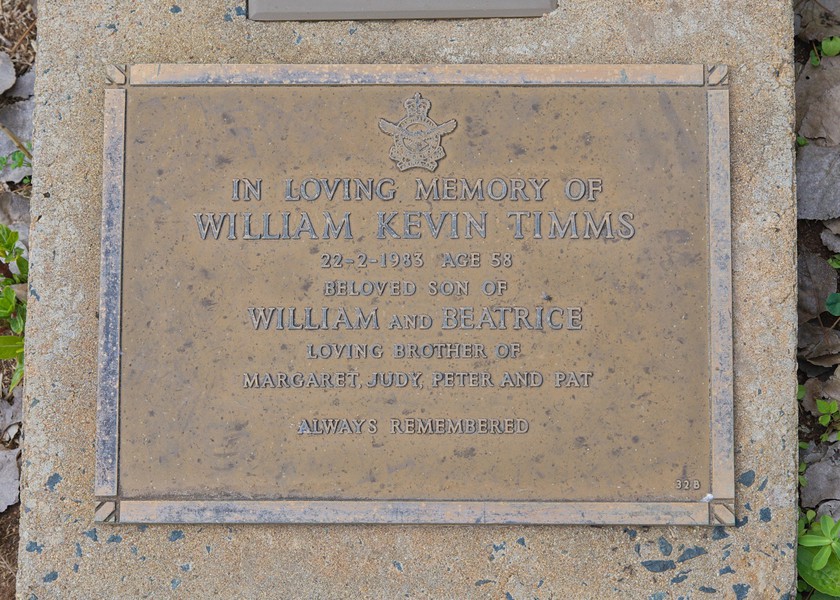 IN LOVING MEMORY OF
WILLIAM KEVIN TIMMS
22-2-1983 AGE 58
BELOVED SON OF
WILLIAM AND BEATRICE
LOVING BROTHER OF
MARGARET, JUDY, PETER AND PAT
ALWAYS REMEMBERED
32 B